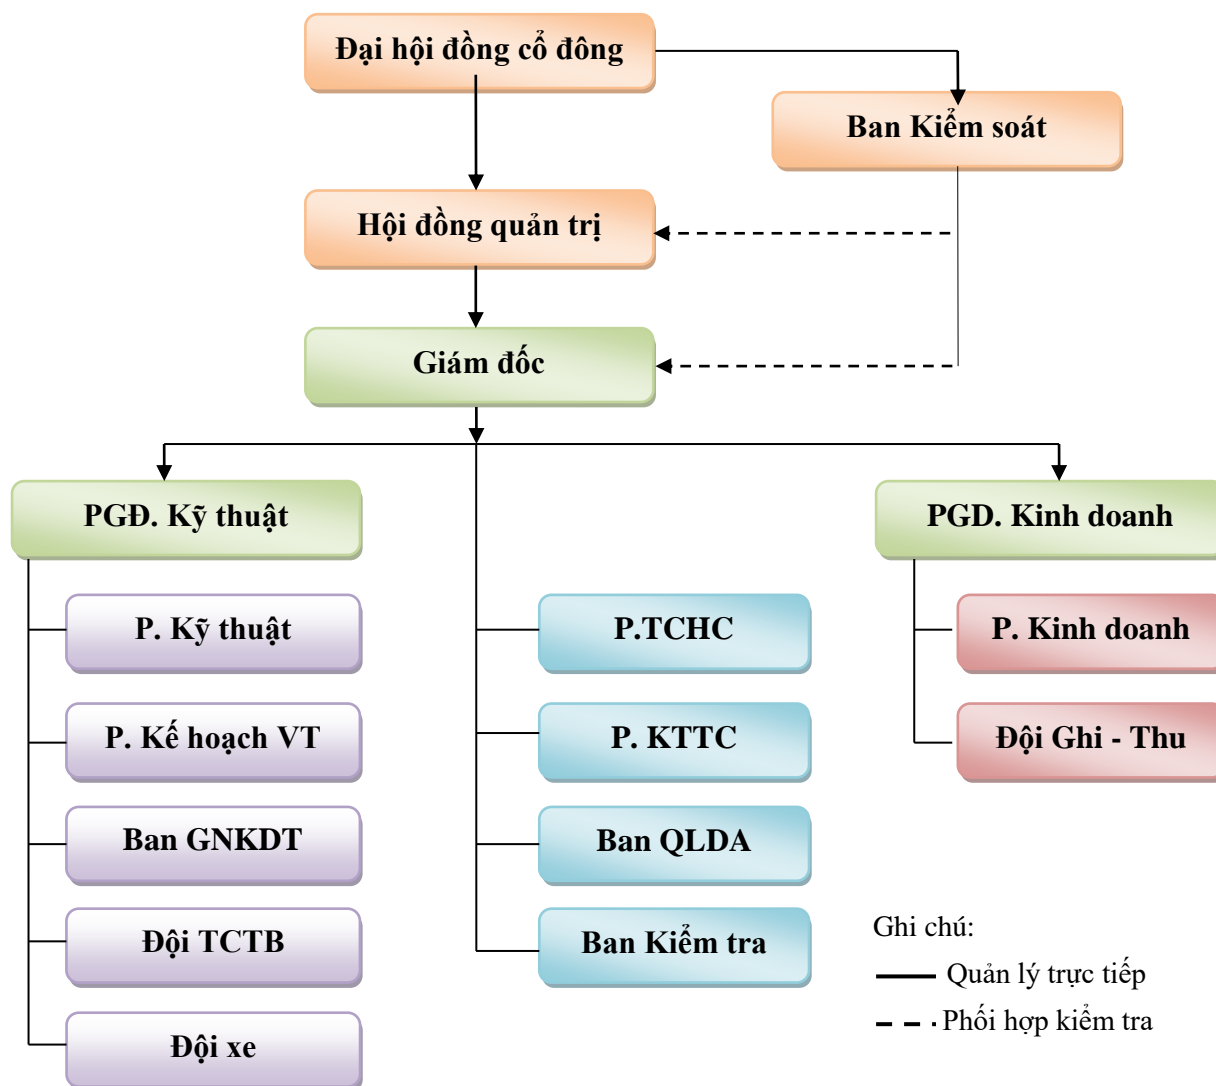 Đại hội đồng cổ đông
Ban Kiểm soát
Hội đồng quản trị
Giám đốc
PGĐ. Kỹ thuật
PGD. Kinh doanh
P. Kỹ thuật
P.TCHC
P. Kinh doanh
P. Kế hoạch VT
P. KTTC
Đội Ghi - Thu
Ban GNKDT
Ban QLDA
Đội TCTB
Ban Kiểm tra
Đội xe
Ghi chú:
Quản lý trực tiếp
Phối hợp kiểm tra